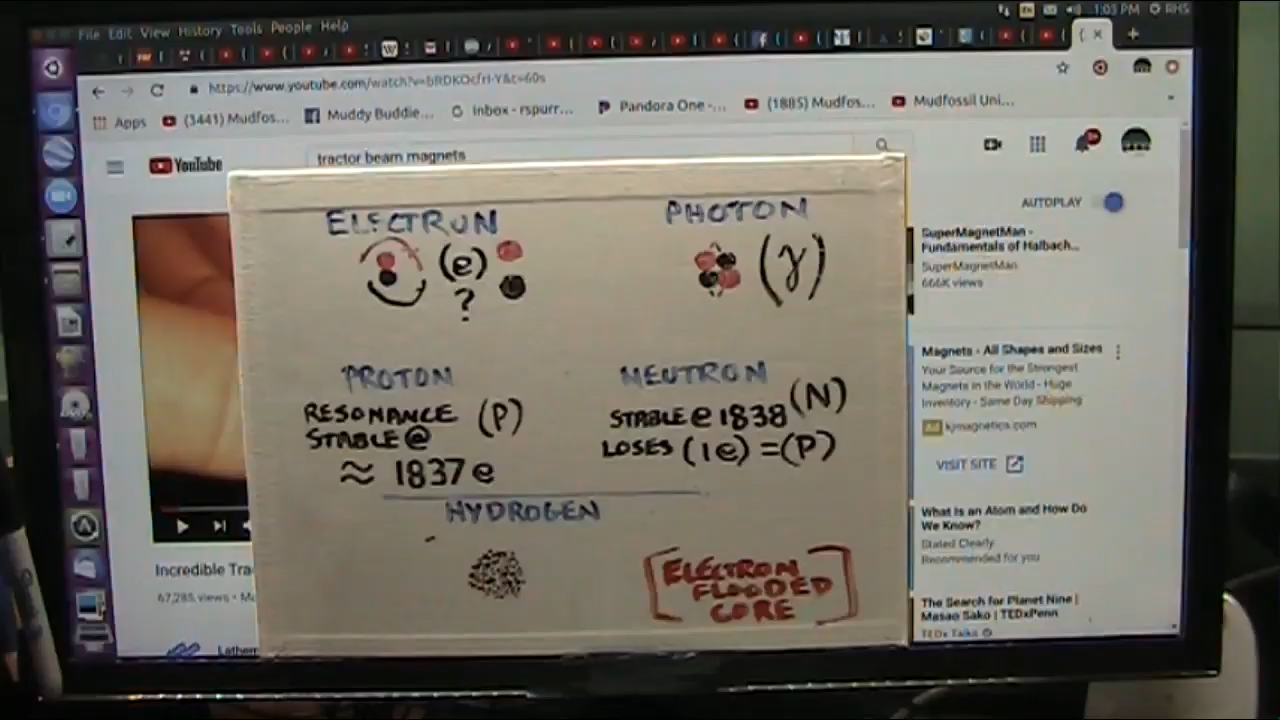 File Edit View History Tools People Help
1:03 PM RHS
https://www.youtube.com/watch?v=bRDKOcfrI-Y&t=60s
Apps (3441) Mudfos... Muddy Buddie... Inbox - rspurr... Pandora One -... (1885) Mudfos... Mudfossil Uni...
YouTube
tractor beam magnets
AUTOPLAY
ELECTRON
PHOTON
(e)
?
(γ)
PROTON
RESONANCE (P)
STABLE @
≈ 1837e
NEUTRON
STABLE @ 1838 (N)
LOSES (1e) = (P)
HYDROGEN
[ELECTRON
FLOODED
CORE]
SuperMagnetMan -
Fundamentals of Halbach...
SuperMagnetMan
666K views
Magnets - All Shapes and Sizes
Your Source for the Strongest
Magnets in the World - Huge
Inventory - Same Day Shipping
Ad kjmagnetics.com
VISIT SITE
What Is an Atom and How Do
We Know?
Stated Clearly
Recommended for you
The Search for Planet Nine |
Masao Sako | TEDxPenn
TEDx Talks
Incredible Tra
67,285 views
Lathem